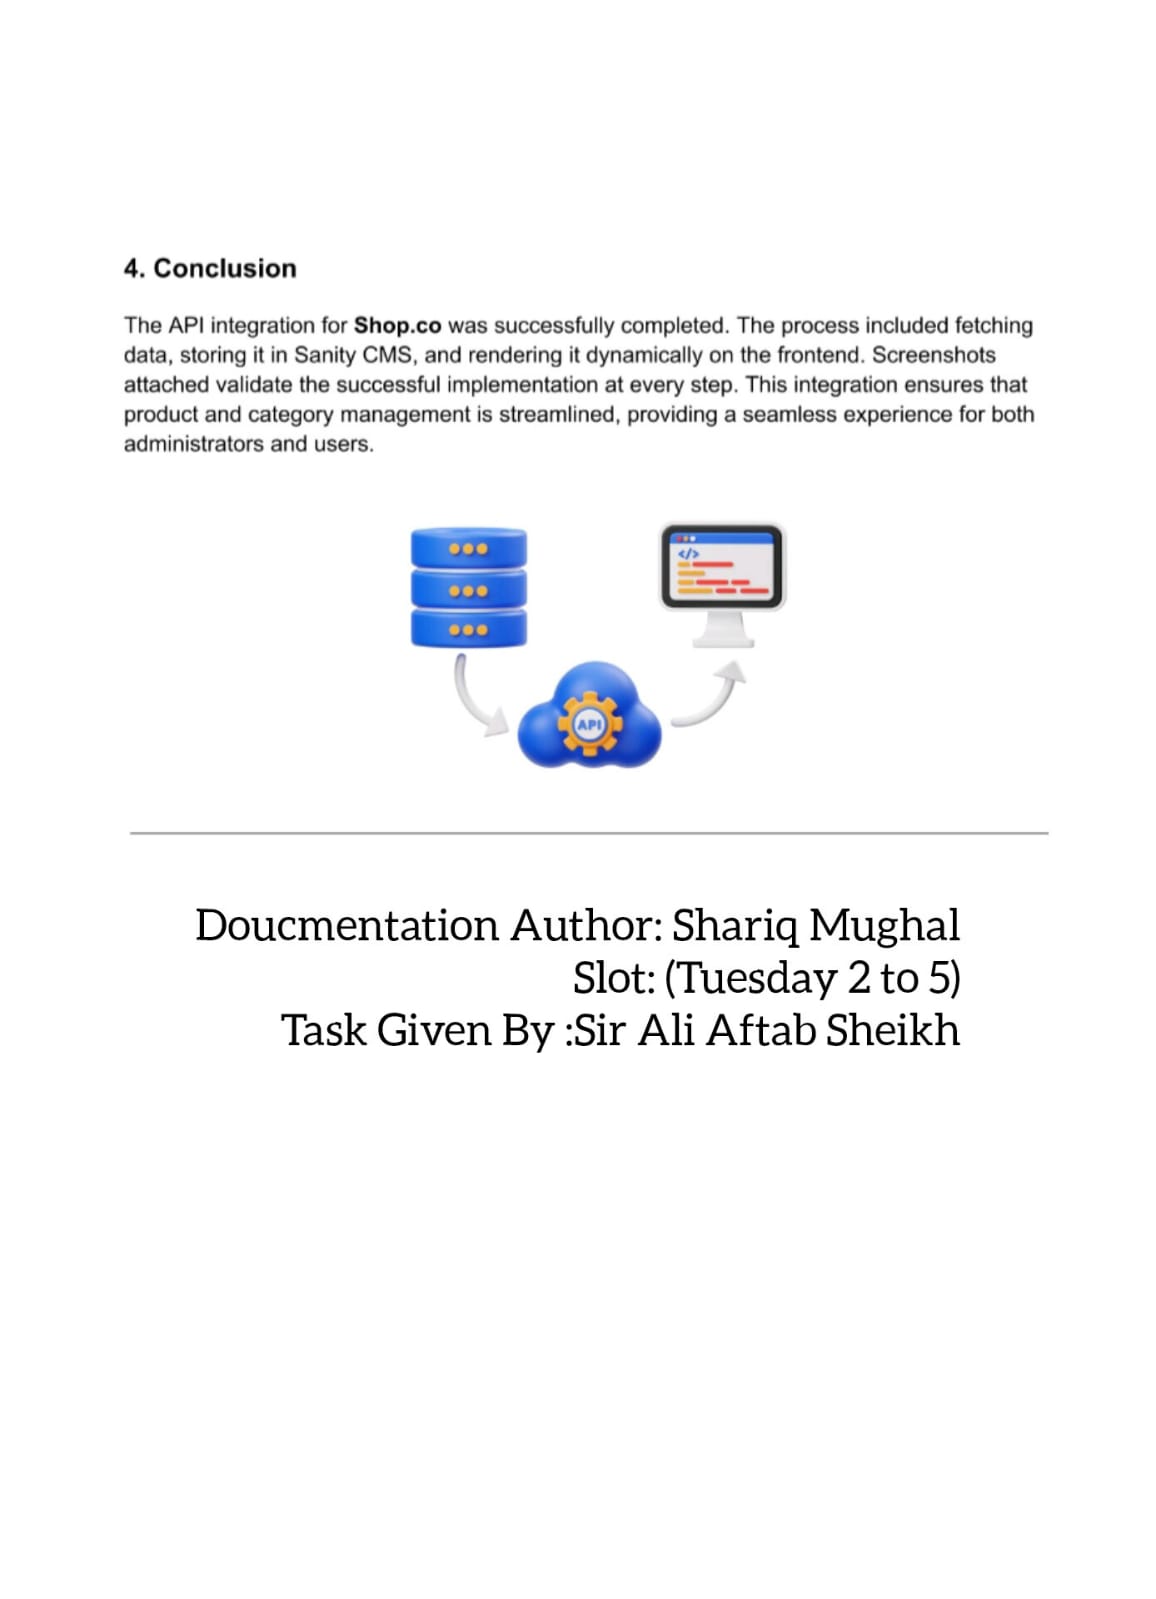 4. Conclusion
The API integration for Shop.co was successfully completed. The process included fetching
data, storing it in Sanity CMS, and rendering it dynamically on the frontend. Screenshots
attached validate the successful implementation at every step. This integration ensures that
product and category management is streamlined, providing a seamless experience for both
administrators and users.
</>
API
Doucmentation Author: Shariq Mughal
Slot: (Tuesday 2 to 5)
Task Given By :Sir Ali Aftab Sheikh